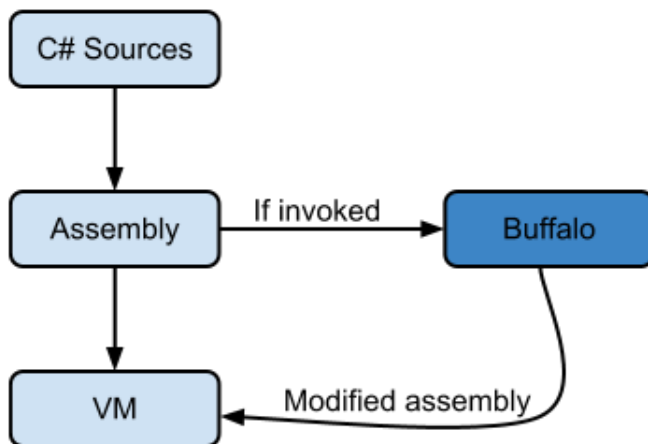 C# Sources
Assembly
If invoked
Buffalo
Modified assembly
VM